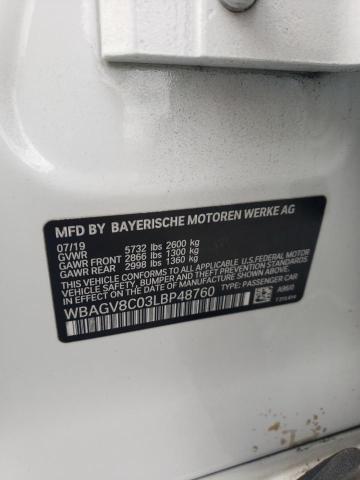 MFD BY BAYERISCHE MOTOREN WERKE AG
07/19
GVWR 5732 lbs 2600 kg
GAWR FRONT 2866 lbs 1300 kg
GAWR REAR 2998 lbs 1360 kg
THIS VEHICLE CONFORMS TO ALL APPLICABLE U.S. FEDERAL MOTOR
VEHICLE SAFETY, BUMPER, AND THEFT PREVENTION STANDARDS
IN EFFECT ON THE DATE OF MANUFACTURE SHOWN ABOVE.
WBAGV8C03LBP48760 TYPE: PASSENGER CAR A96/0